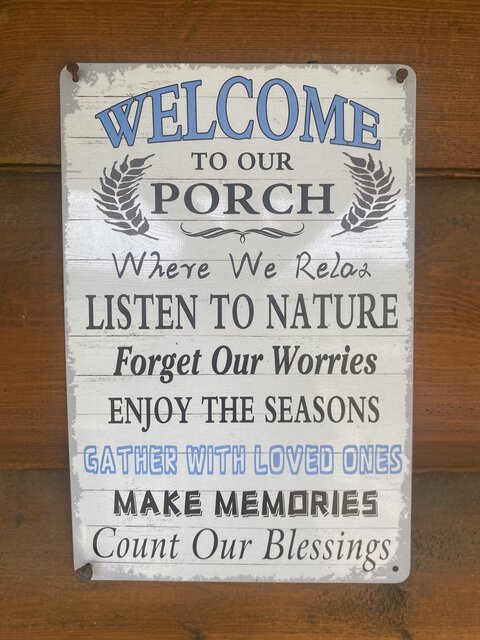 WELCOME
TO OUR
PORCH
Where We Relax
LISTEN TO NATURE
Forget Our Worries
ENJOY THE SEASONS
GATHER WITH LOVED ONES
MAKE MEMORIES
Count Our Blessings